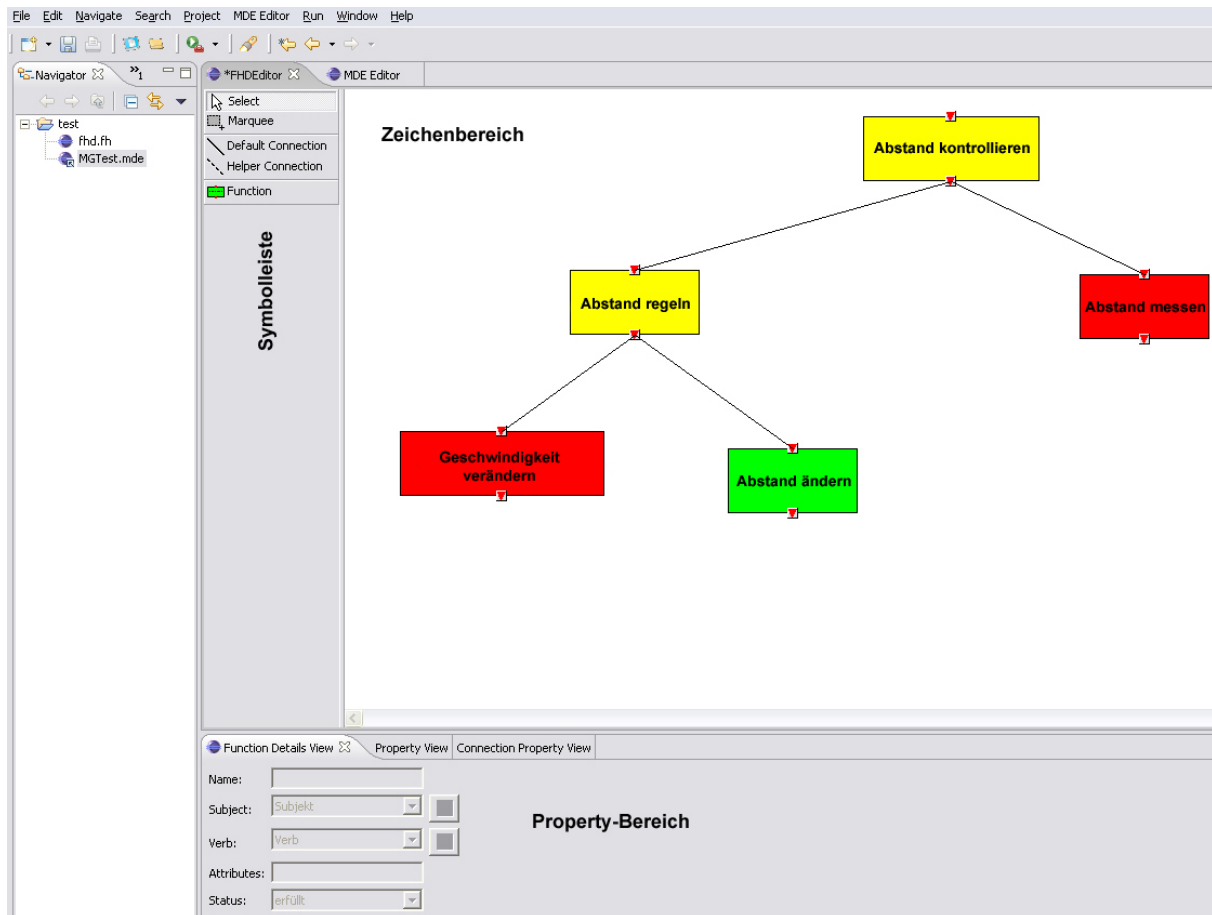 File Edit Navigate Search Project MDE Editor Run Window Help
Navigator »1
*FHDEditor MDE Editor
test
fhd.fh
MGTest.mde
Select
Marquee
Default Connection
Helper Connection
Function
Symbolleiste
Zeichenbereich
Abstand kontrollieren
Abstand regeln
Abstand messen
Geschwindigkeit
verändern
Abstand ändern
Function Details View Property View Connection Property View
Name:
Subject: Subjekt
Verb: Verb
Attributes:
Status: erfüllt
Property-Bereich